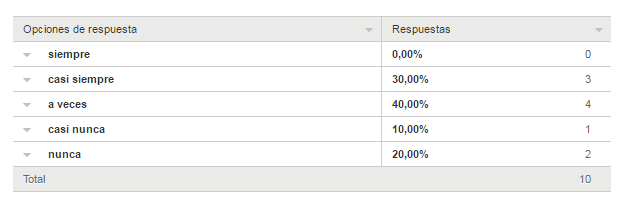 Opciones de respuesta Respuestas
siempre 0,00% 0
casi siempre 30,00% 3
a veces 40,00% 4
casi nunca 10,00% 1
nunca 20,00% 2
Total 10